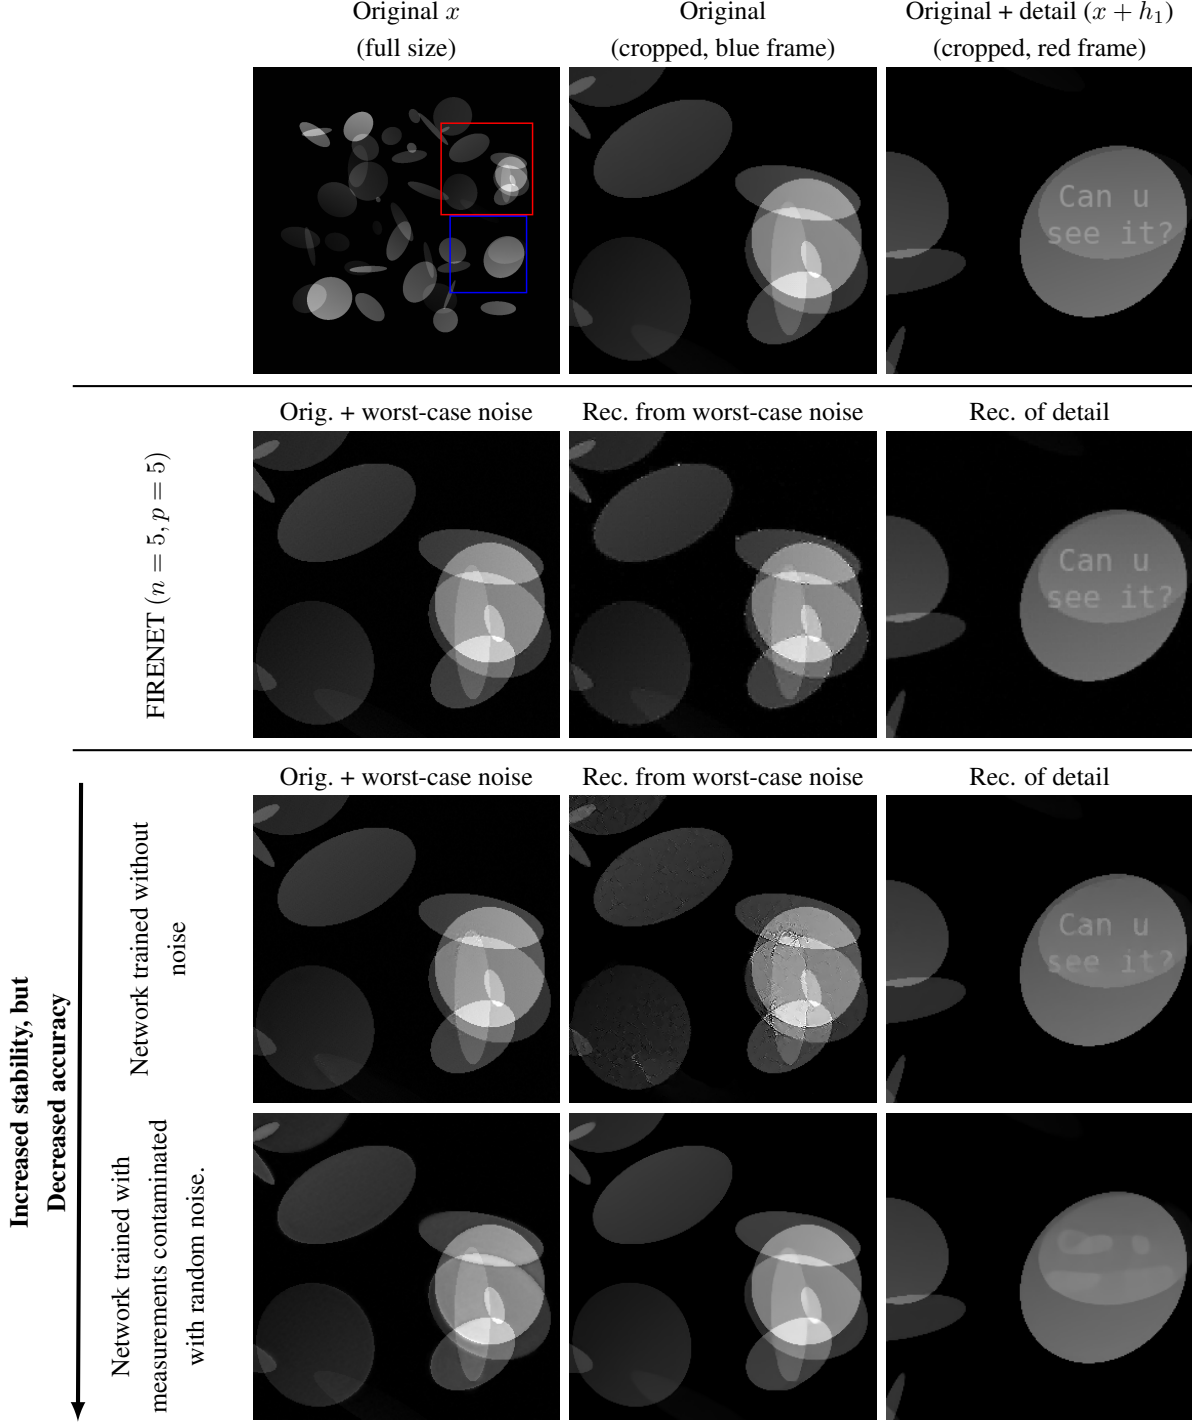 Original x
(full size)
Original
(cropped, blue frame)
Original + detail (x + h₁)
(cropped, red frame)
Can u
see it?
Orig. + worst-case noise
Rec. from worst-case noise
Rec. of detail
FIRENET (n = 5, p = 5)
Can u
see it?
Orig. + worst-case noise
Rec. from worst-case noise
Rec. of detail
Increased stability, but
Decreased accuracy
Network trained without
noise
Can u
see it?
Network trained with
measurements contaminated
with random noise.